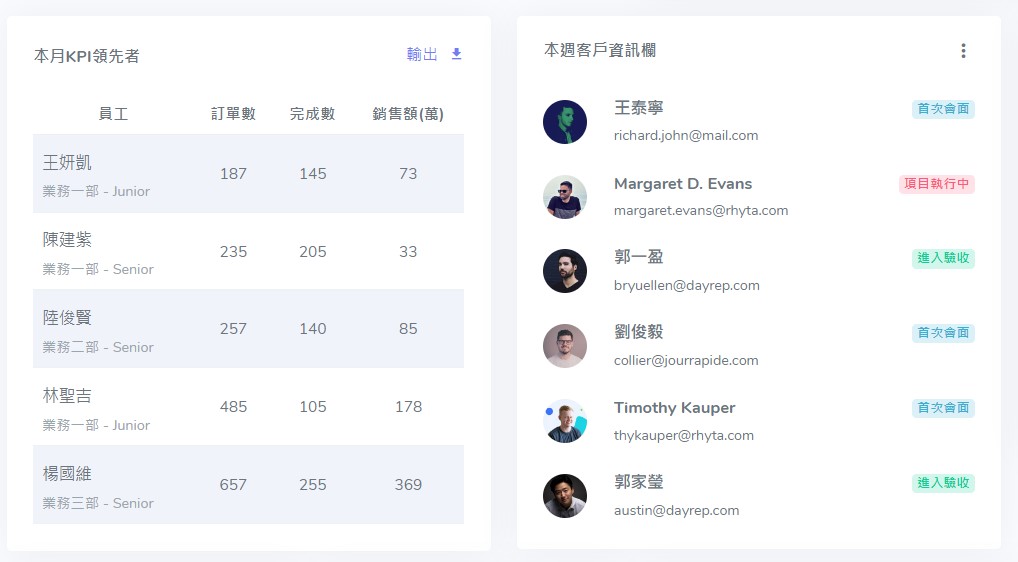 本月KPI領先者
輸出
員工 訂單數 完成數 銷售額(萬)
王妍凱
業務一部 - Junior
187 145 73
陳建紫
業務一部 - Senior
235 205 33
陸俊賢
業務二部 - Senior
257 140 85
林聖吉
業務一部 - Junior
485 105 178
楊國維
業務三部 - Senior
657 255 369
本週客戶資訊欄
王泰寧 首次會面
richard.john@mail.com
Margaret D. Evans 項目執行中
margaret.evans@rhyta.com
郭一盈 進入驗收
bryuellen@dayrep.com
劉俊毅 首次會面
collier@jourrapide.com
Timothy Kauper 首次會面
thykauper@rhyta.com
郭家瑩 進入驗收
austin@dayrep.com